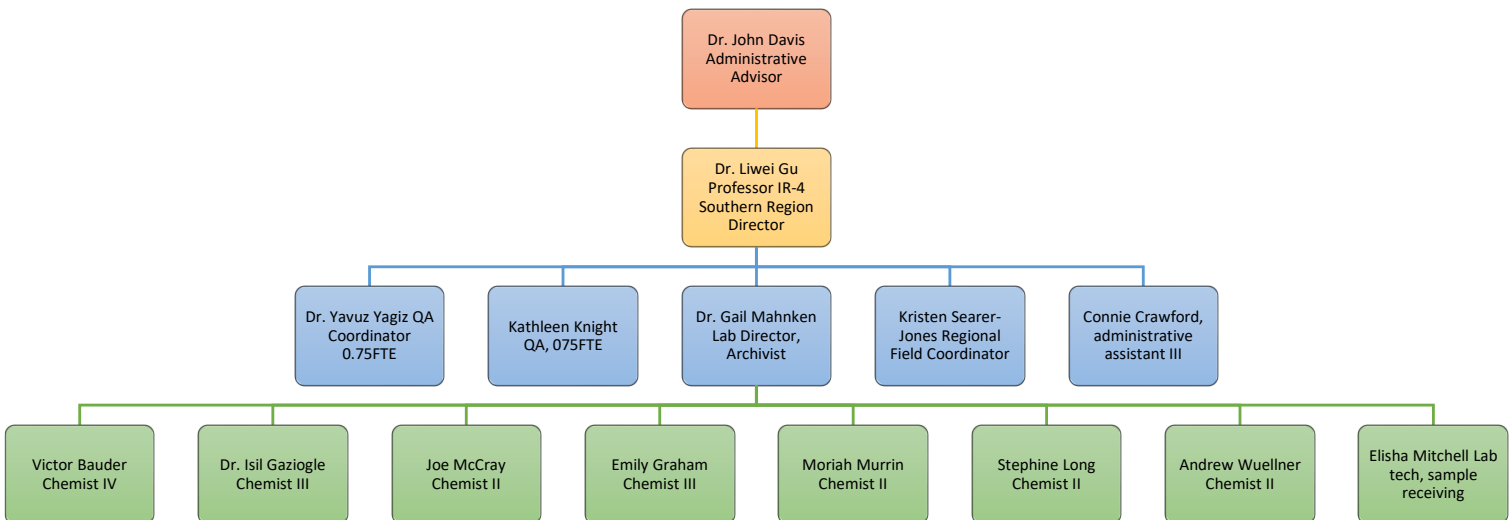 Dr. John Davis
Administrative
Advisor
Dr. Liwei Gu
Professor IR-4
Southern Region
Director
Dr. Yavuz Yagiz QA
Coordinator
0.75FTE
Kathleen Knight
QA, 075FTE
Dr. Gail Mahnken
Lab Director,
Archivist
Kristen Searer-
Jones Regional
Field Coordinator
Connie Crawford,
administrative
assistant III
Victor Bauder
Chemist IV
Dr. Isil Gaziogle
Chemist III
Joe McCray
Chemist II
Emily Graham
Chemist III
Moriah Murrin
Chemist II
Stephine Long
Chemist II
Andrew Wuellner
Chemist II
Elisha Mitchell Lab
tech, sample
receiving